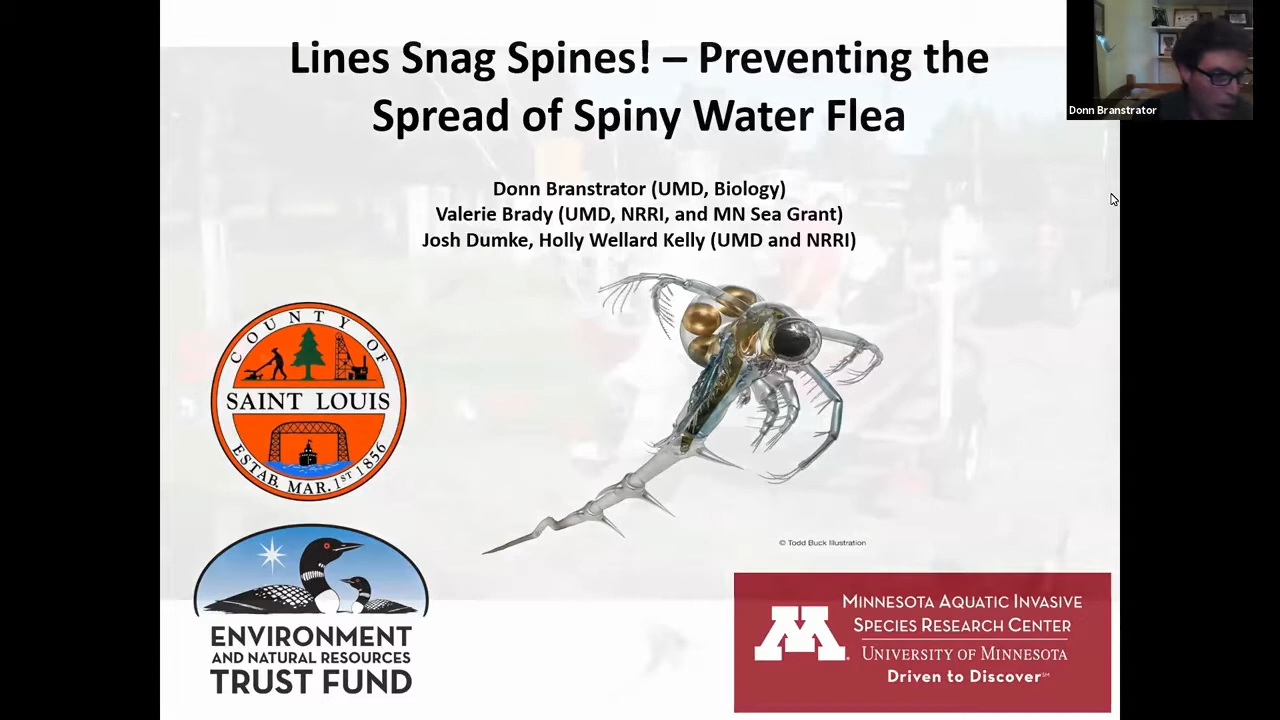 Lines Snag Spines! – Preventing the
Spread of Spiny Water Flea
Donn Branstrator
Donn Branstrator (UMD, Biology)
Valerie Brady (UMD, NRRI, and MN Sea Grant)
Josh Dumke, Holly Wellard Kelly (UMD and NRRI)
COUNTY OF
SAINT LOUIS
ESTAB. MAR. 1ST 1856
© Todd Buck Illustration
ENVIRONMENT
AND NATURAL RESOURCES
TRUST FUND
M
MINNESOTA AQUATIC INVASIVE
SPECIES RESEARCH CENTER
UNIVERSITY OF MINNESOTA
Driven to Discover℠